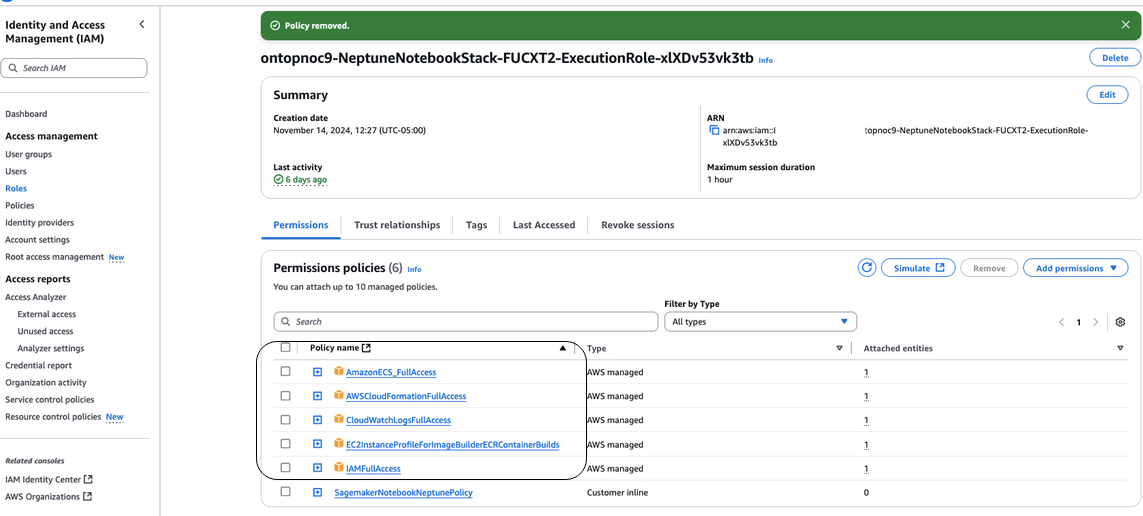 Policy removed.
Identity and Access
Management (IAM)
Search IAM
Dashboard
Access management
User groups
Users
Roles
Policies
Identity providers
Account settings
Root access management New
Access reports
Access Analyzer
External access
Unused access
Analyzer settings
Credential report
Organization activity
Service control policies
Resource control policies New
Related consoles
IAM Identity Center
AWS Organizations
ontopnoc9-NeptuneNotebookStack-FUCXT2-ExecutionRole-xlXDv53vk3tb Info
Delete
Summary
Edit
Creation date
November 14, 2024, 12:27 (UTC-05:00)
ARN
arn:aws:iam:: topnoc9-NeptuneNotebookStack-FUCXT2-ExecutionRole-
xlXDv53vk3tb
Last activity
6 days ago
Maximum session duration
1 hour
Permissions
Trust relationships
Tags
Last Accessed
Revoke sessions
Permissions policies (6) Info
Simulate
Remove
Add permissions
You can attach up to 10 managed policies.
Filter by Type
Search
All types
1
Policy name Type Attached entities
AmazonECS_FullAccess AWS managed 1
AWSCloudFormationFullAccess AWS managed 1
CloudWatchLogsFullAccess AWS managed 1
EC2InstanceProfileForImageBuilderECRContainerBuilds AWS managed 1
IAMFullAccess AWS managed 1
SagemakerNotebookNeptunePolicy Customer inline 0